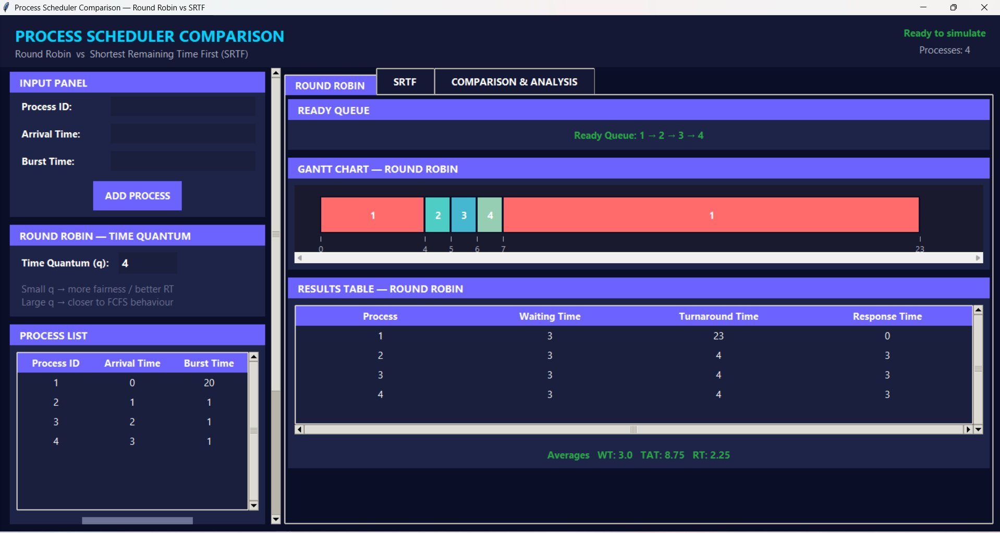 Process Scheduler Comparison — Round Robin vs SRTF
PROCESS SCHEDULER COMPARISON
Round Robin vs Shortest Remaining Time First (SRTF)
Ready to simulate
Processes: 4
INPUT PANEL
Process ID:
Arrival Time:
Burst Time:
ADD PROCESS
ROUND ROBIN — TIME QUANTUM
Time Quantum (q): 4
Small q → more fairness / better RT
Large q → closer to FCFS behaviour
PROCESS LIST
Process ID Arrival Time Burst Time
1 0 20
2 1 1
3 2 1
4 3 1
ROUND ROBIN SRTF COMPARISON & ANALYSIS
READY QUEUE
Ready Queue: 1 → 2 → 3 → 4
GANTT CHART — ROUND ROBIN
1 2 3 4 1
0 4 5 6 7 23
RESULTS TABLE — ROUND ROBIN
Process Waiting Time Turnaround Time Response Time
1 3 23 0
2 3 4 3
3 3 4 3
4 3 4 3
Averages WT: 3.0 TAT: 8.75 RT: 2.25